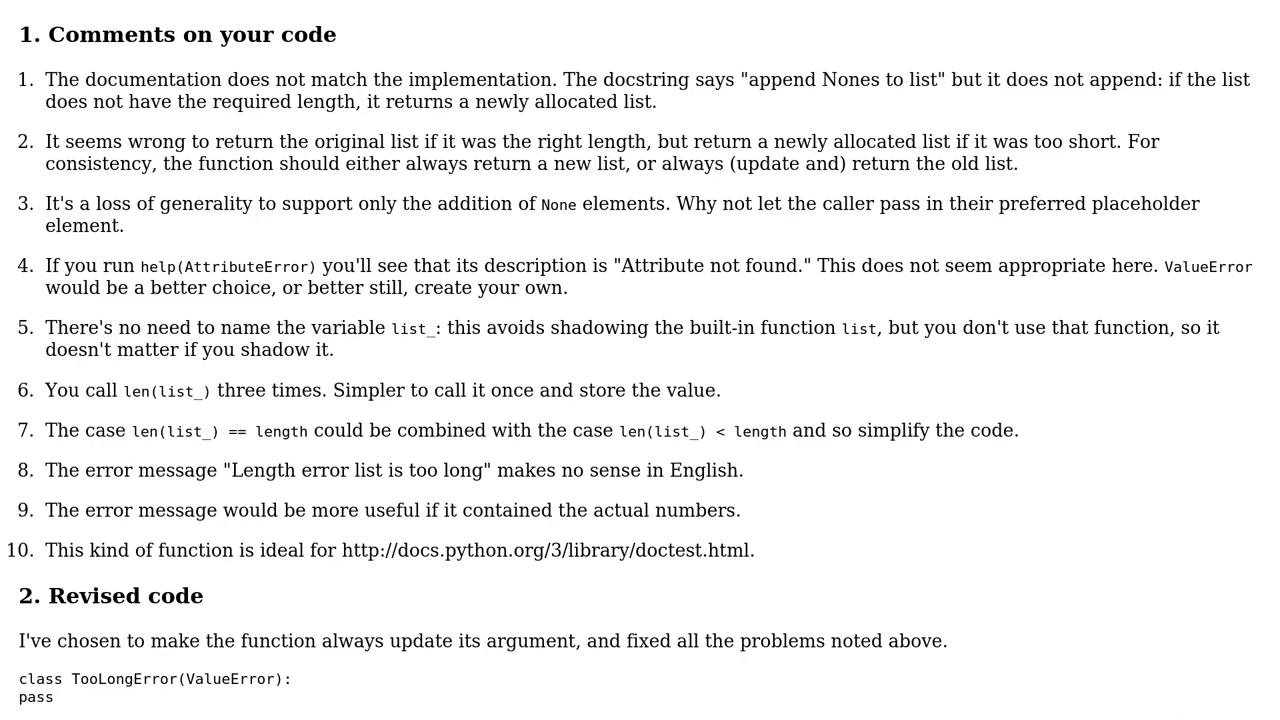 1. Comments on your code
1. The documentation does not match the implementation. The docstring says "append Nones to list" but it does not append: if the list
does not have the required length, it returns a newly allocated list.
2. It seems wrong to return the original list if it was the right length, but return a newly allocated list if it was too short. For
consistency, the function should either always return a new list, or always (update and) return the old list.
3. It's a loss of generality to support only the addition of None elements. Why not let the caller pass in their preferred placeholder
element.
4. If you run help(AttributeError) you'll see that its description is "Attribute not found." This does not seem appropriate here. ValueError
would be a better choice, or better still, create your own.
5. There's no need to name the variable list_: this avoids shadowing the built-in function list, but you don't use that function, so it
doesn't matter if you shadow it.
6. You call len(list_) three times. Simpler to call it once and store the value.
7. The case len(list_) == length could be combined with the case len(list_) < length and so simplify the code.
8. The error message "Length error list is too long" makes no sense in English.
9. The error message would be more useful if it contained the actual numbers.
10. This kind of function is ideal for http://docs.python.org/3/library/doctest.html.
2. Revised code
I've chosen to make the function always update its argument, and fixed all the problems noted above.
class TooLongError(ValueError):
pass